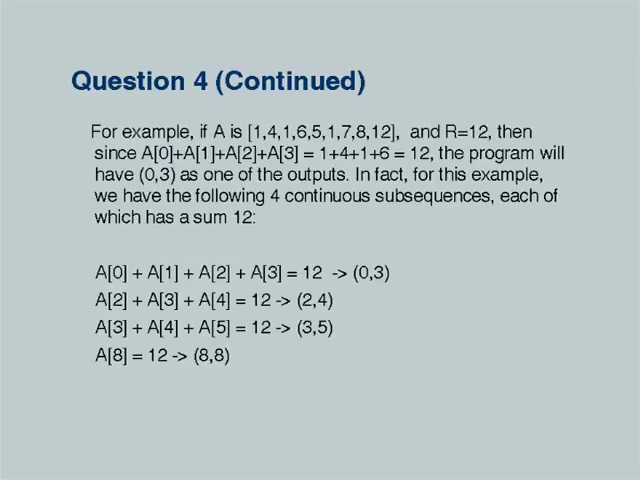 Question 4 (Continued)
For example, if A is [1,4,1,6,5,1,7,8,12],  and R=12, then
since A[0]+A[1]+A[2]+A[3] = 1+4+1+6 = 12, the program will
have (0,3) as one of the outputs. In fact, for this example,
we have the following 4 continuous subsequences, each of
which has a sum 12:
A[0] + A[1] + A[2] + A[3] = 12  -> (0,3)
A[2] + A[3] + A[4] = 12 -> (2,4)
A[3] + A[4] + A[5] = 12 -> (3,5)
A[8] = 12 -> (8,8)